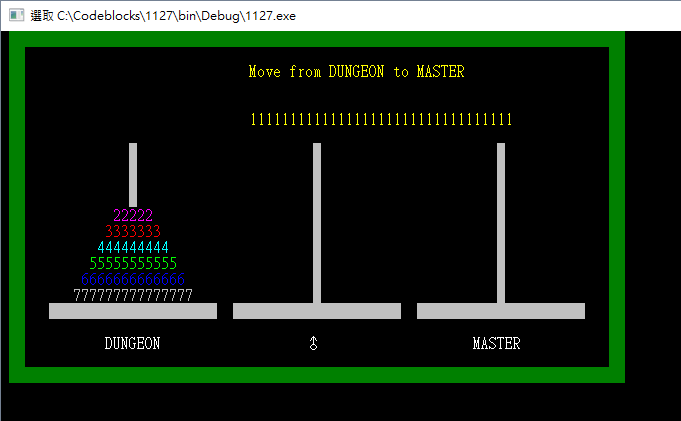 選取 C:\Codeblocks\1127\bin\Debug\1127.exe
Move from DUNGEON to MASTER
111111111111111111111111111111111
22222
3333333
444444444
55555555555
6666666666666
777777777777777
DUNGEON ♂ MASTER